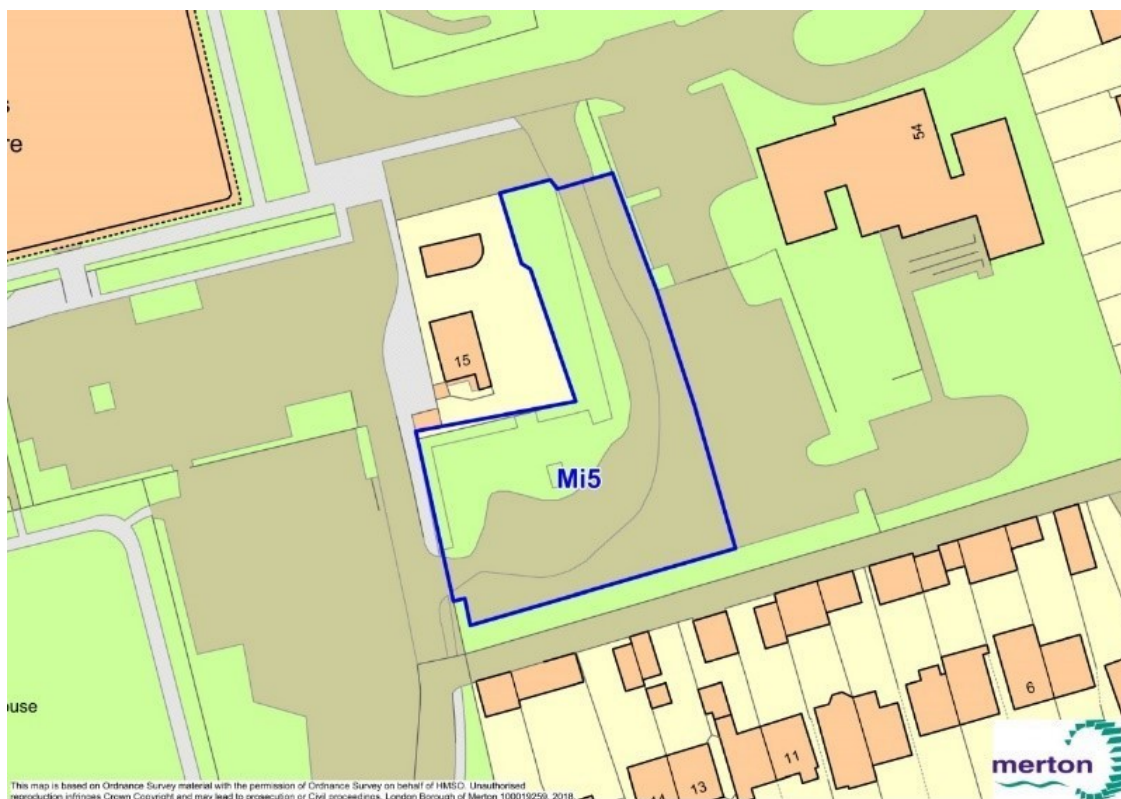 re
54
15
Mi5
6
11
13
14
merton
This map is based on Ordnance Survey material with the permission of Ordnance Survey on behalf of HMSO. Unauthorised
reproduction infringes Crown Copyright and may lead to prosecution or Civil proceedings. London Borough of Merton 100019259. 2018.